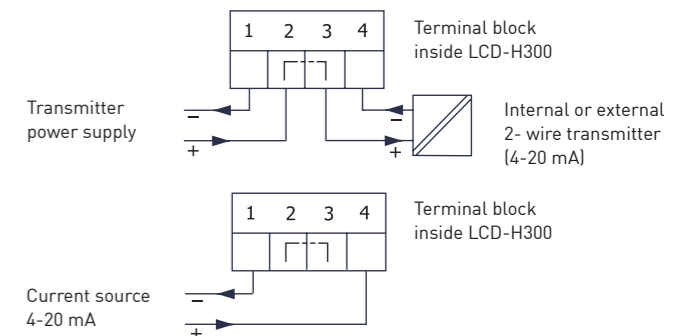 1 2 3 4
Terminal block
inside LCD-H300
Transmitter
power supply
−
+
−
+
Internal or external
2- wire transmitter
(4-20 mA)
1 2 3 4
Terminal block
inside LCD-H300
Current source
4-20 mA
−
+